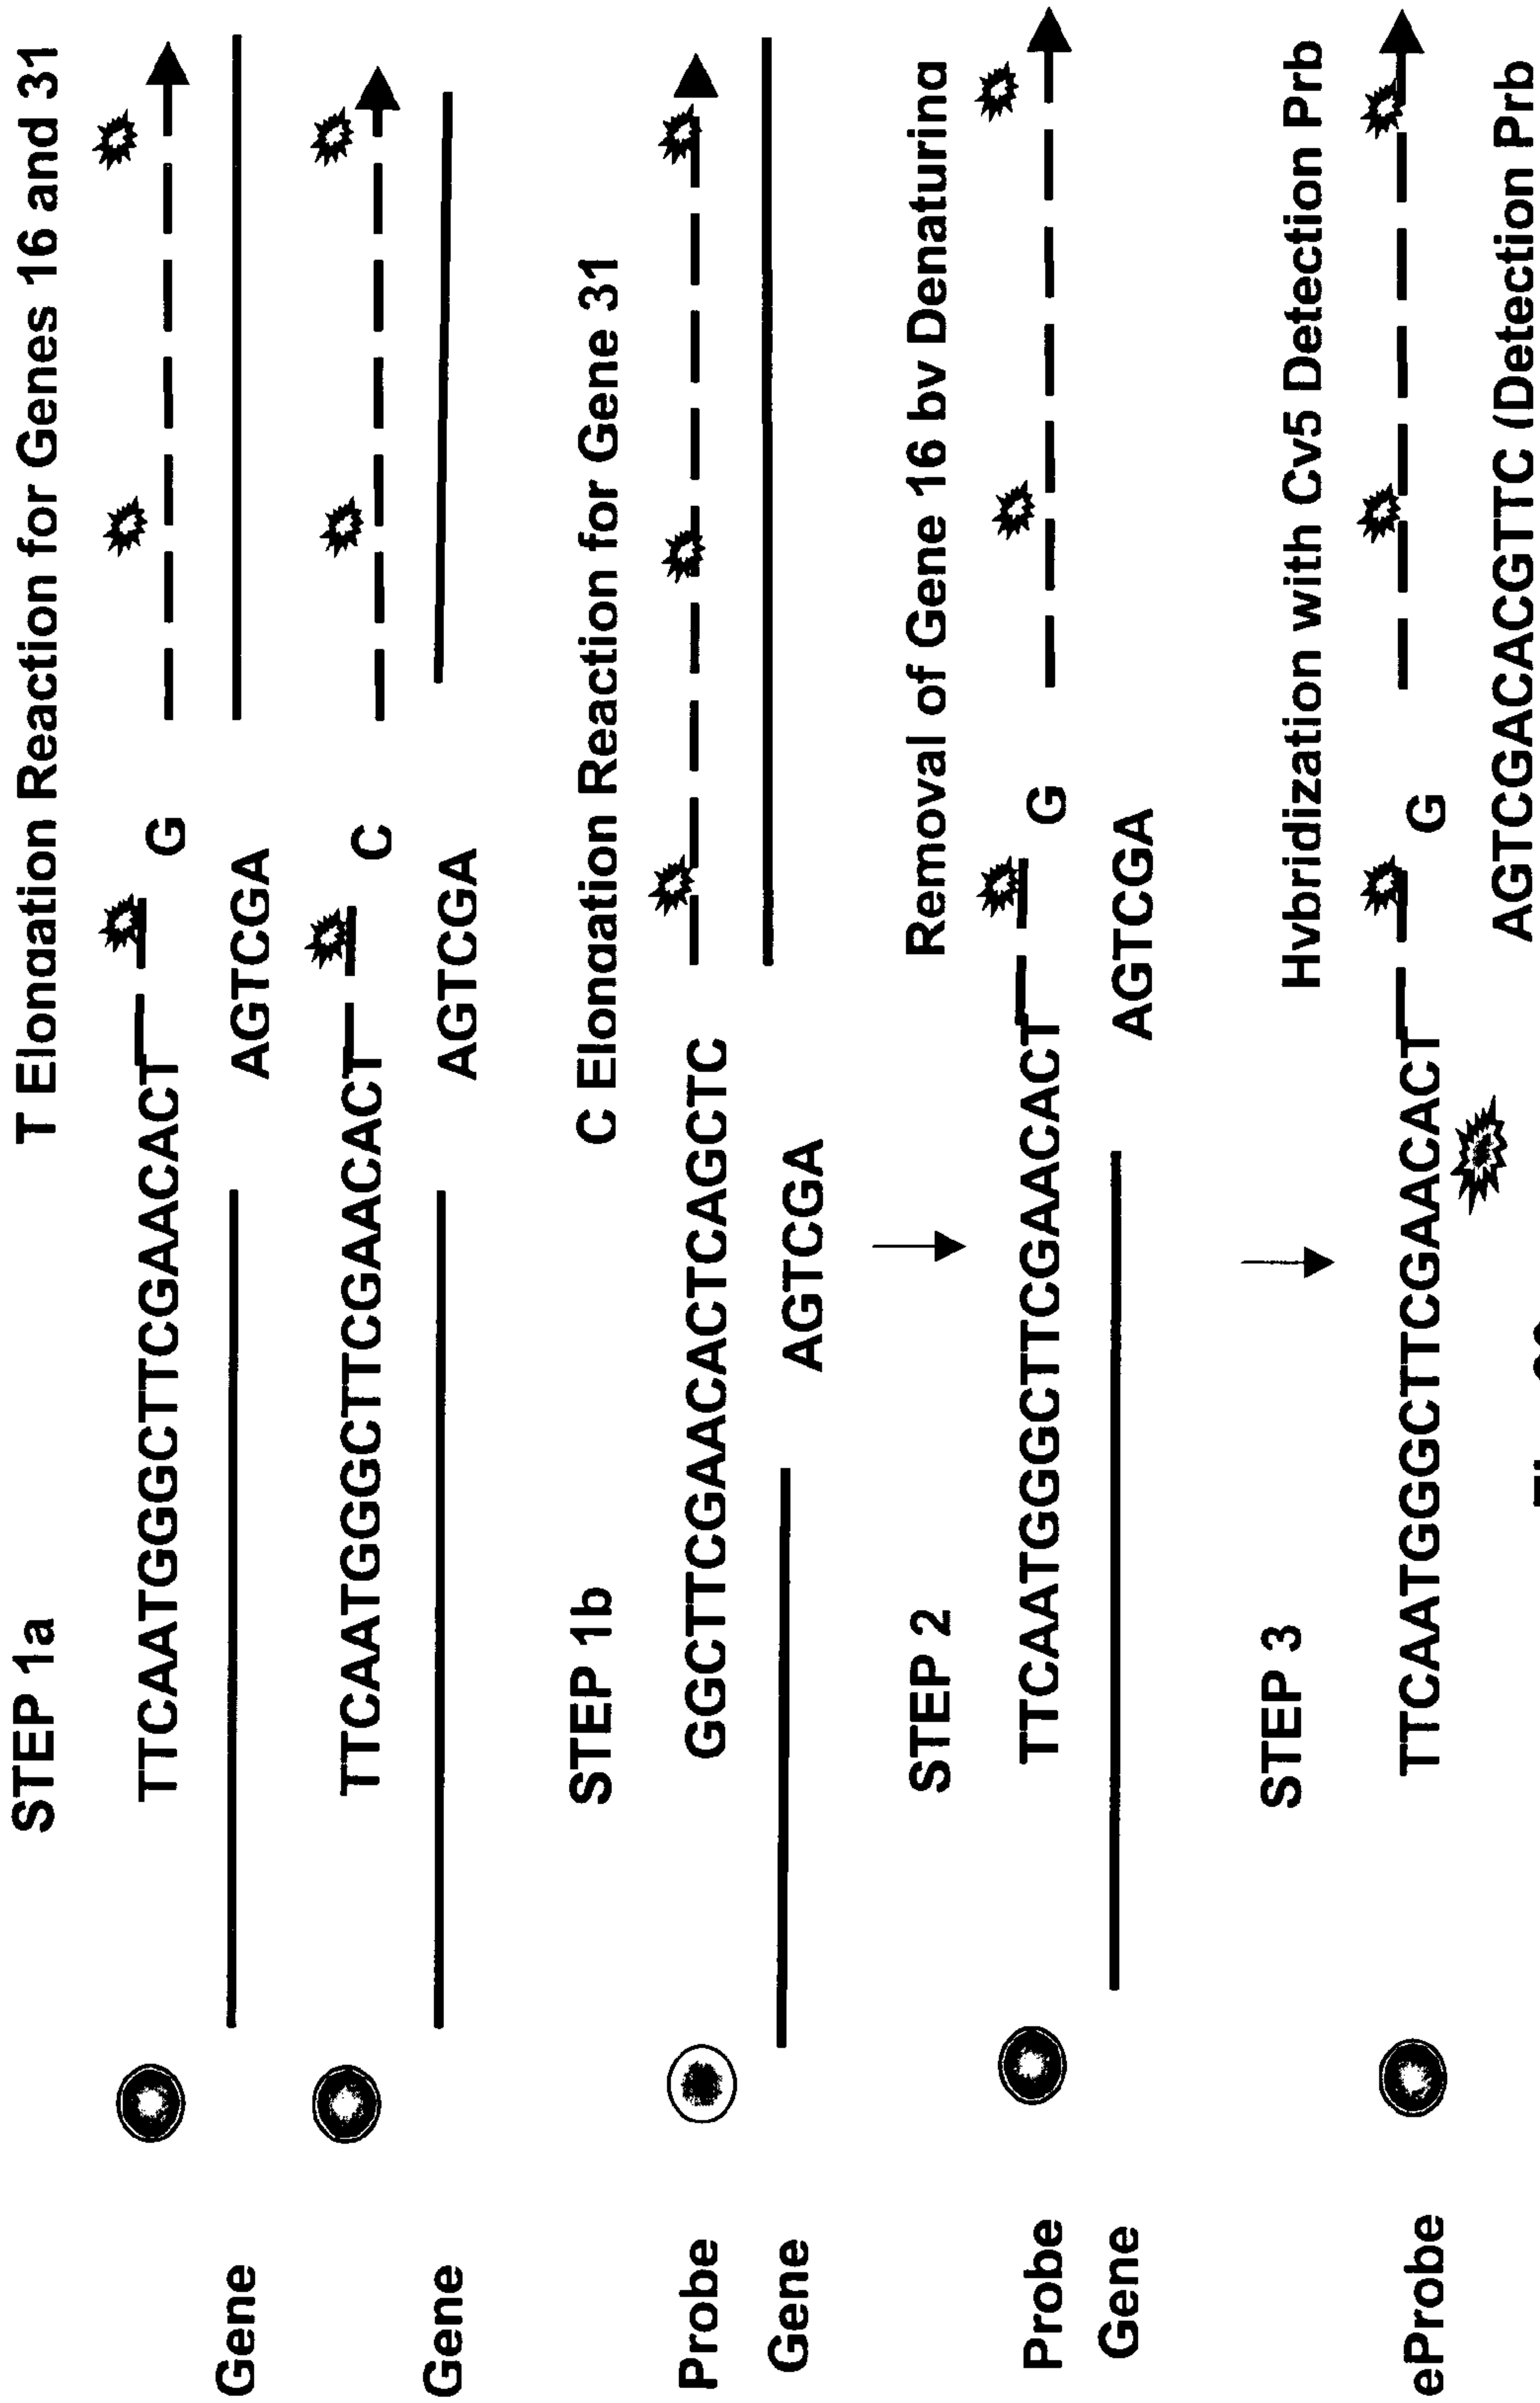 STEP 1a T Elongation Reaction for Genes 16 and 31
TTCAATGGGCTTCGAACACT G
Gene AGTCGA
TTCAATGGGCTTCGAACACT C
Gene AGTCGA
STEP 1b C Elongation Reaction for Gene 31
Probe GGCTTCGAACACTCAGCTC
Gene AGTCGA
STEP 2 Removal of Gene 16 by Denaturing
Probe TTCAATGGGCTTCGAACACT G
Gene AGTCGA
STEP 3 Hybridization with Cy5 Detection Prb
eProbe TTCAATGGGCTTCGAACACT G
AGTCGACACGTTC (Detection Prb